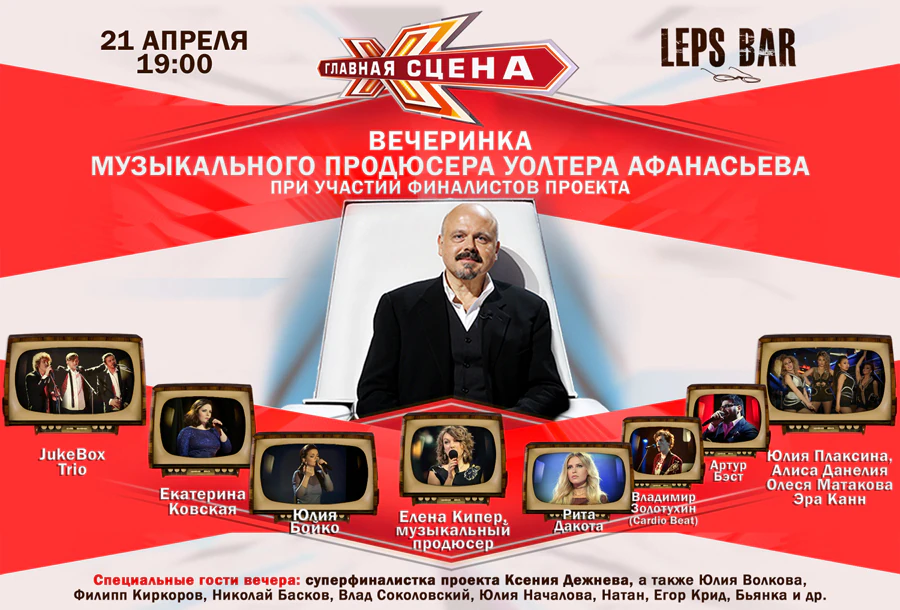 21 АПРЕЛЯ
19:00
ГЛАВНАЯ СЦЕНА
LEPS BAR
ВЕЧЕРИНКА
МУЗЫКАЛЬНОГО ПРОДЮСЕРА УОЛТЕРА АФАНАСЬЕВА
ПРИ УЧАСТИИ ФИНАЛИСТОВ ПРОЕКТА
JukeBox
Trio
Екатерина
Ковская
Юлия
Бойко
Елена Кипер,
музыкальный
продюсер
Рита
Дакота
Владимир
Золотухин
(Cardio Beat)
Артур
Бэст
Юлия Плаксина,
Алиса Данелия
Олеся Матакова
Эра Канн
Специальные гости вечера: суперфиналистка проекта Ксения Дежнева, а также Юлия Волкова,
Филипп Киркоров, Николай Басков, Влад Соколовский, Юлия Началова, Натан, Егор Крид, Бьянка и др.